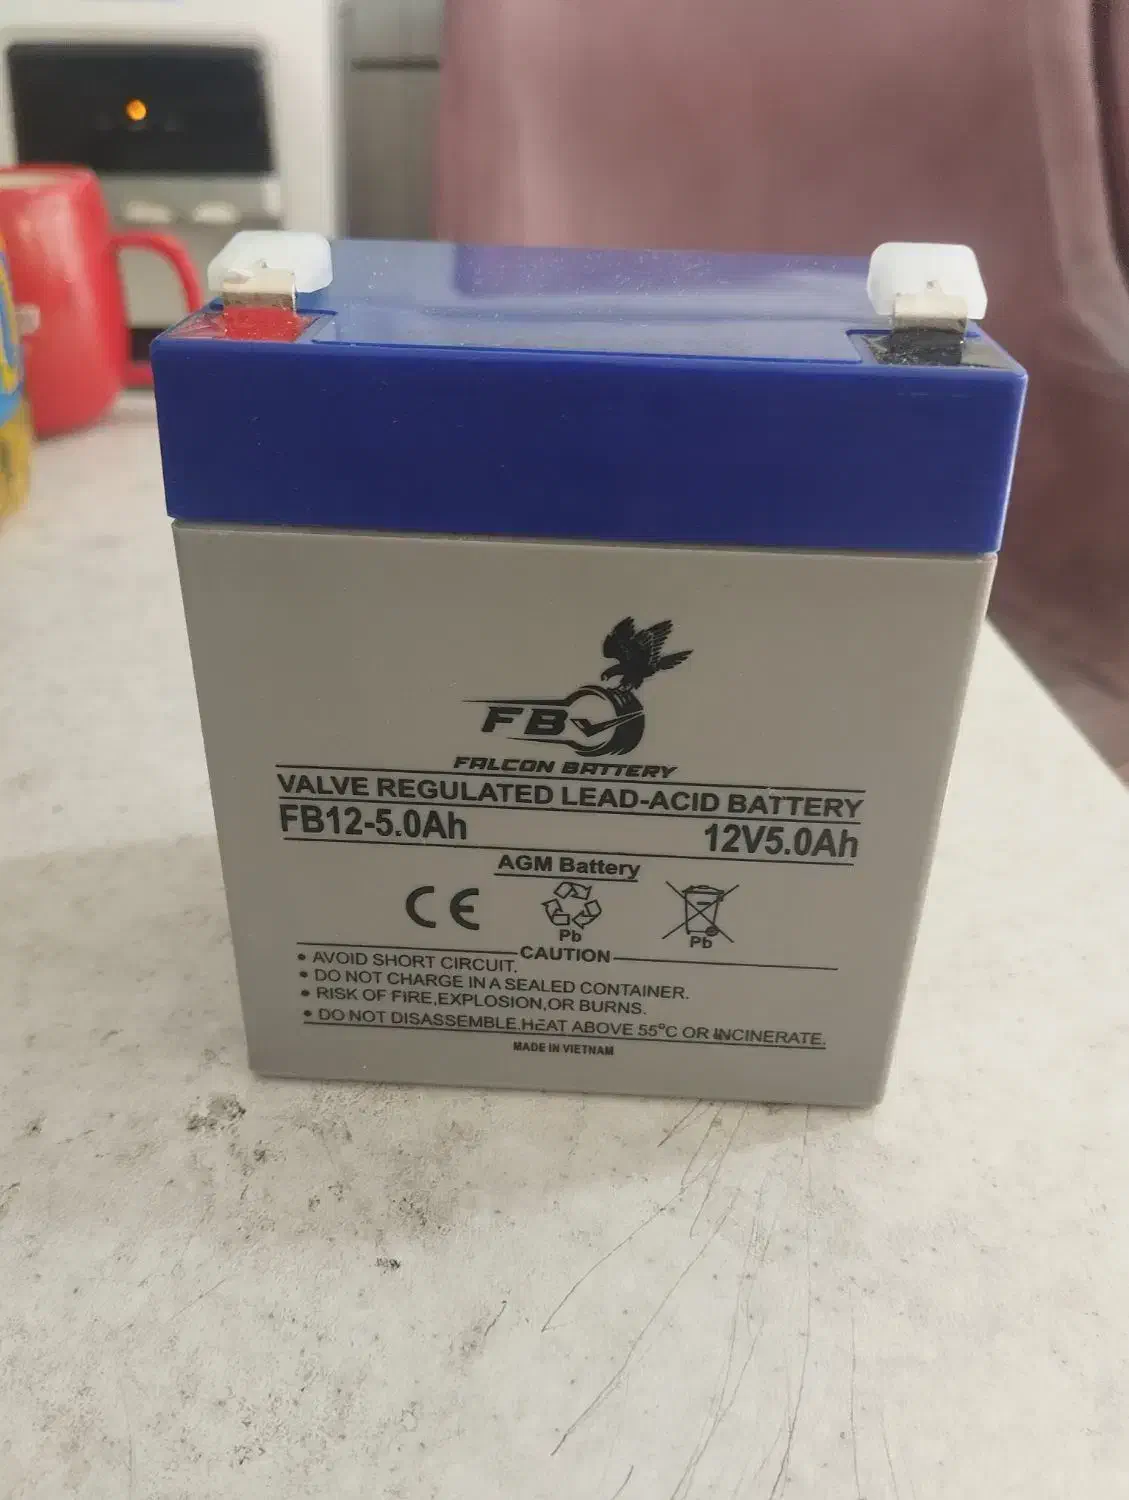 FB
FALCON BATTERY
VALVE REGULATED LEAD-ACID BATTERY
FB12-5.0Ah 12V5.0Ah
AGM Battery
CE Pb Pb
CAUTION
• AVOID SHORT CIRCUIT.
• DO NOT CHARGE IN A SEALED CONTAINER.
• RISK OF FIRE,EXPLOSION,OR BURNS.
• DO NOT DISASSEMBLE,HEAT ABOVE 55°C OR INCINERATE.
MADE IN VIETNAM